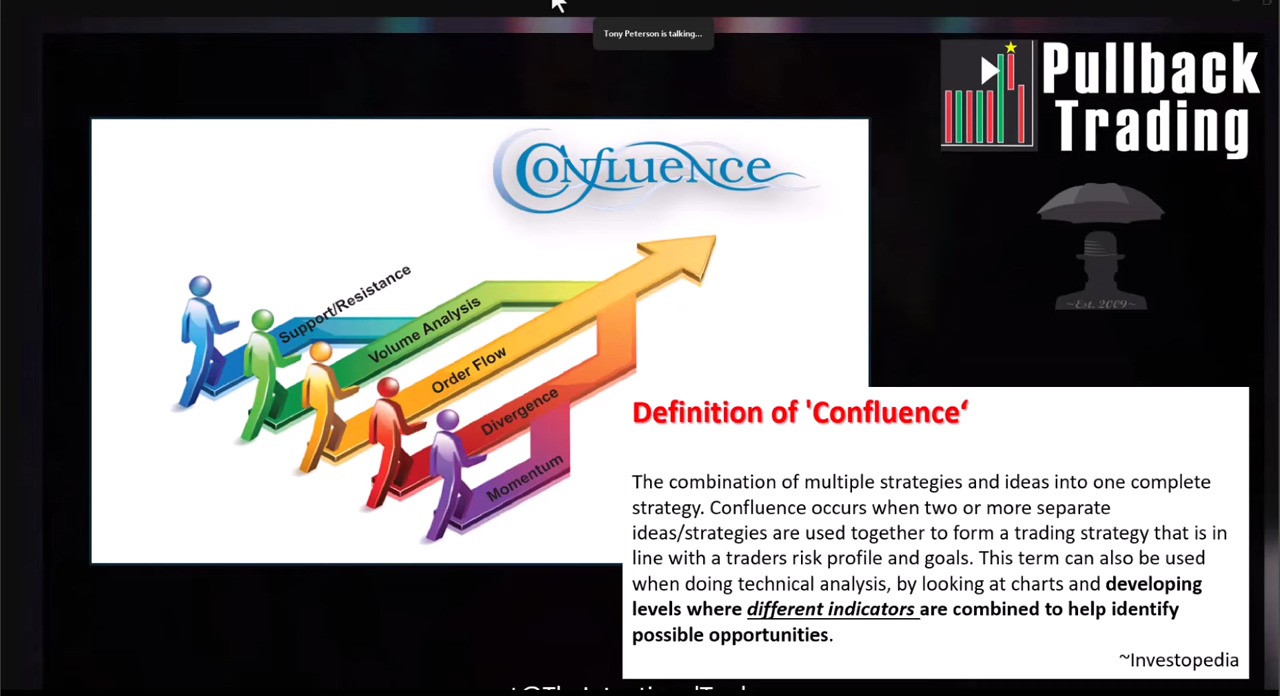 Tony Peterson is talking...
Pullback
Trading
CONFLUENCE
~Est. 2009~
Support/Resistance
Volume Analysis
Order Flow
Divergence
Momentum
Definition of 'Confluence‘
The combination of multiple strategies and ideas into one complete
strategy. Confluence occurs when two or more separate
ideas/strategies are used together to form a trading strategy that is in
line with a traders risk profile and goals. This term can also be used
when doing technical analysis, by looking at charts and developing
levels where different indicators are combined to help identify
possible opportunities.
~Investopedia